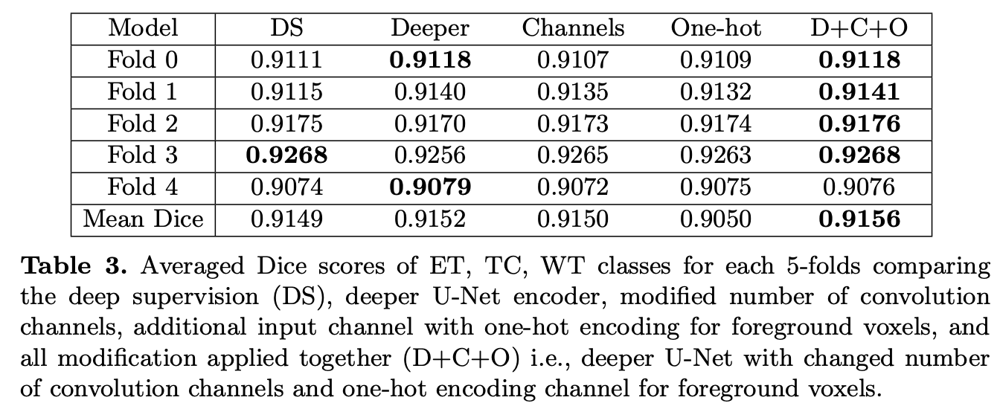 Model DS Deeper Channels One-hot D+C+O
Fold 0 0.9111 0.9118 0.9107 0.9109 0.9118
Fold 1 0.9115 0.9140 0.9135 0.9132 0.9141
Fold 2 0.9175 0.9170 0.9173 0.9174 0.9176
Fold 3 0.9268 0.9256 0.9265 0.9263 0.9268
Fold 4 0.9074 0.9079 0.9072 0.9075 0.9076
Mean Dice 0.9149 0.9152 0.9150 0.9050 0.9156
Table 3. Averaged Dice scores of ET, TC, WT classes for each 5-folds comparing
the deep supervision (DS), deeper U-Net encoder, modified number of convolution
channels, additional input channel with one-hot encoding for foreground voxels, and
all modification applied together (D+C+O) i.e., deeper U-Net with changed number
of convolution channels and one-hot encoding channel for foreground voxels.